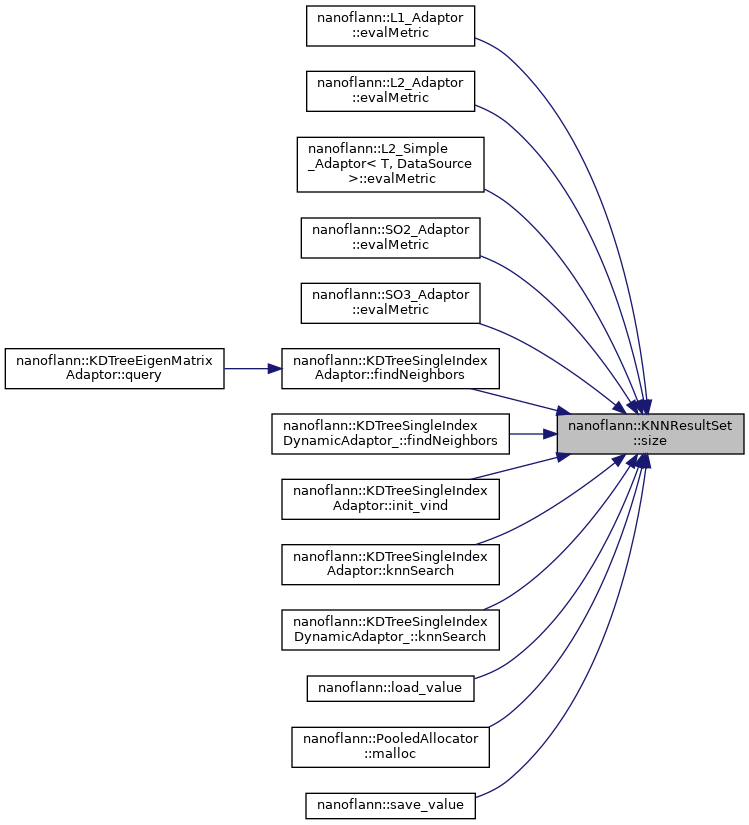 nanoflann::L1_Adaptor
::evalMetric
nanoflann::L2_Adaptor
::evalMetric
nanoflann::L2_Simple
_Adaptor< T, DataSource
>::evalMetric
nanoflann::SO2_Adaptor
::evalMetric
nanoflann::SO3_Adaptor
::evalMetric
nanoflann::KDTreeEigenMatrix
Adaptor::query
nanoflann::KDTreeSingleIndex
Adaptor::findNeighbors
nanoflann::KNNResultSet
::size
nanoflann::KDTreeSingleIndex
DynamicAdaptor_::findNeighbors
nanoflann::KDTreeSingleIndex
Adaptor::init_vind
nanoflann::KDTreeSingleIndex
Adaptor::knnSearch
nanoflann::KDTreeSingleIndex
DynamicAdaptor_::knnSearch
nanoflann::load_value
nanoflann::PooledAllocator
::malloc
nanoflann::save_value